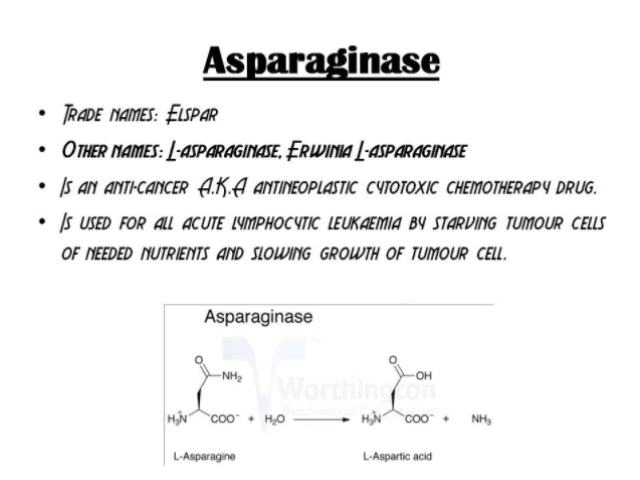 Asparaginase
• Trade names: Elspar
• Other names: L-asparaginase, Erwinia L-asparaginase
• Is an anti-cancer A.K.A antineoplastic cytotoxic chemotherapy drug.
• Is used for all acute lymphocytic leukaemia by starving tumour cells
of needed nutrients and slowing growth of tumour cell.
Asparaginase
O NH₂ O OH
Worthington
H₃N⁺ COO⁻ + H₂O H₃N⁺ COO⁻ + NH₃
L-Asparagine L-Aspartic acid